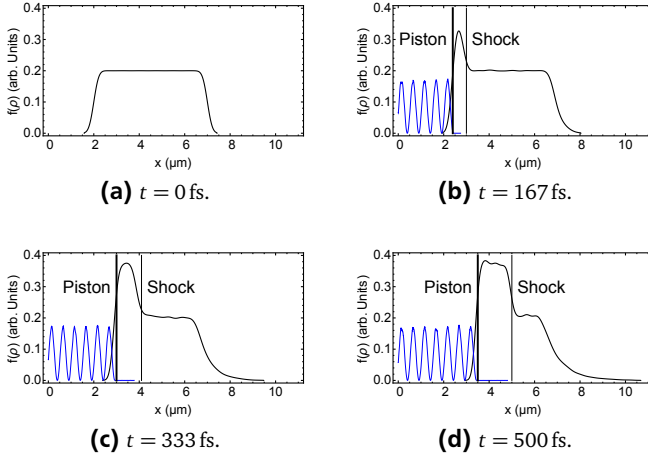 0.4
0.3
0.2
0.1
0.0
f(ρ) (arb. Units)
0 2 4 6 8 10
x (μm)
(a) t = 0 fs.
0.4
0.3
0.2
0.1
0.0
f(ρ) (arb. Units)
Piston Shock
0 2 4 6 8 10
x (μm)
(b) t = 167 fs.
0.4
0.3
0.2
0.1
0.0
f(ρ) (arb. Units)
Piston Shock
0 2 4 6 8 10
x (μm)
(c) t = 333 fs.
0.4
0.3
0.2
0.1
0.0
f(ρ) (arb. Units)
Piston Shock
0 2 4 6 8 10
x (μm)
(d) t = 500 fs.